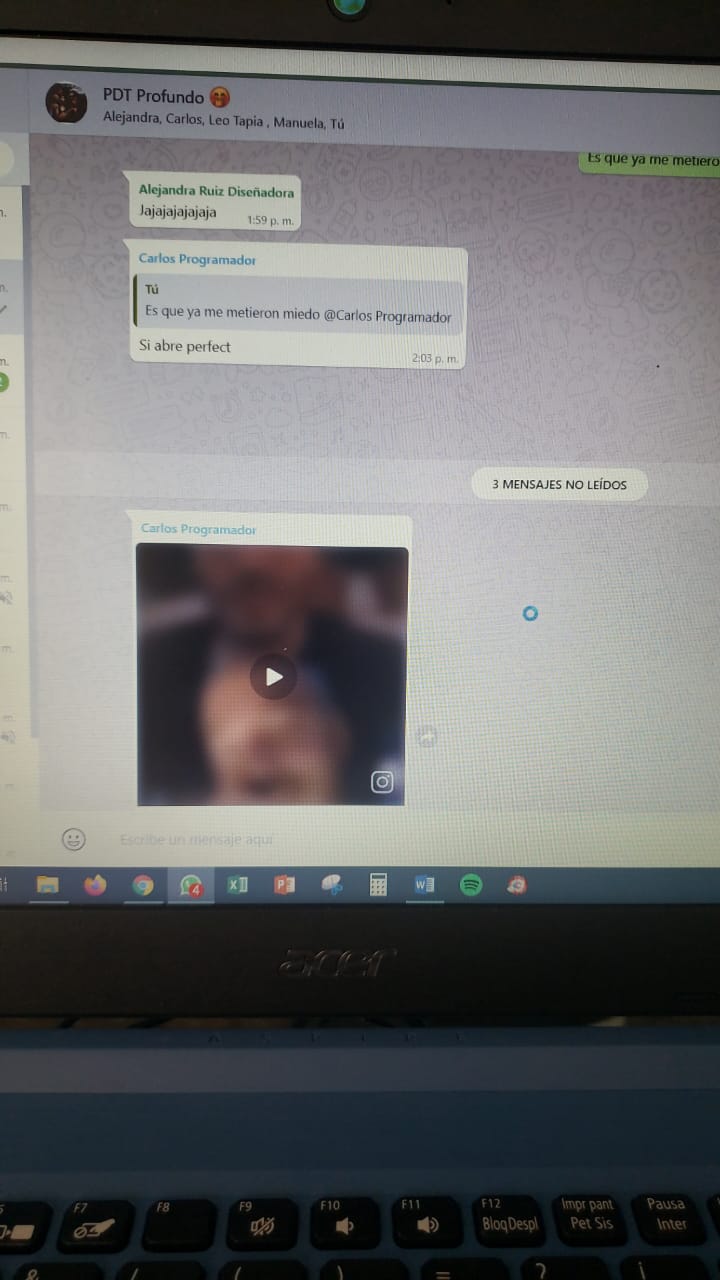 PDT Profundo
Alejandra, Carlos, Leo Tapia , Manuela, Tú
Es que ya me metiero
Alejandra Ruiz Diseñadora
Jajajajajajaja
1:59 p. m.
Carlos Programador
Tú
Es que ya me metieron miedo @Carlos Programador
Si abre perfect
2:03 p. m.
3 MENSAJES NO LEÍDOS
Carlos Programador
Escribe un mensaje aquí
4
acer
F7
F8
F9
F10
F11
F12
Bloq Despl
Impr pant
Pet Sis
Pausa
Inter